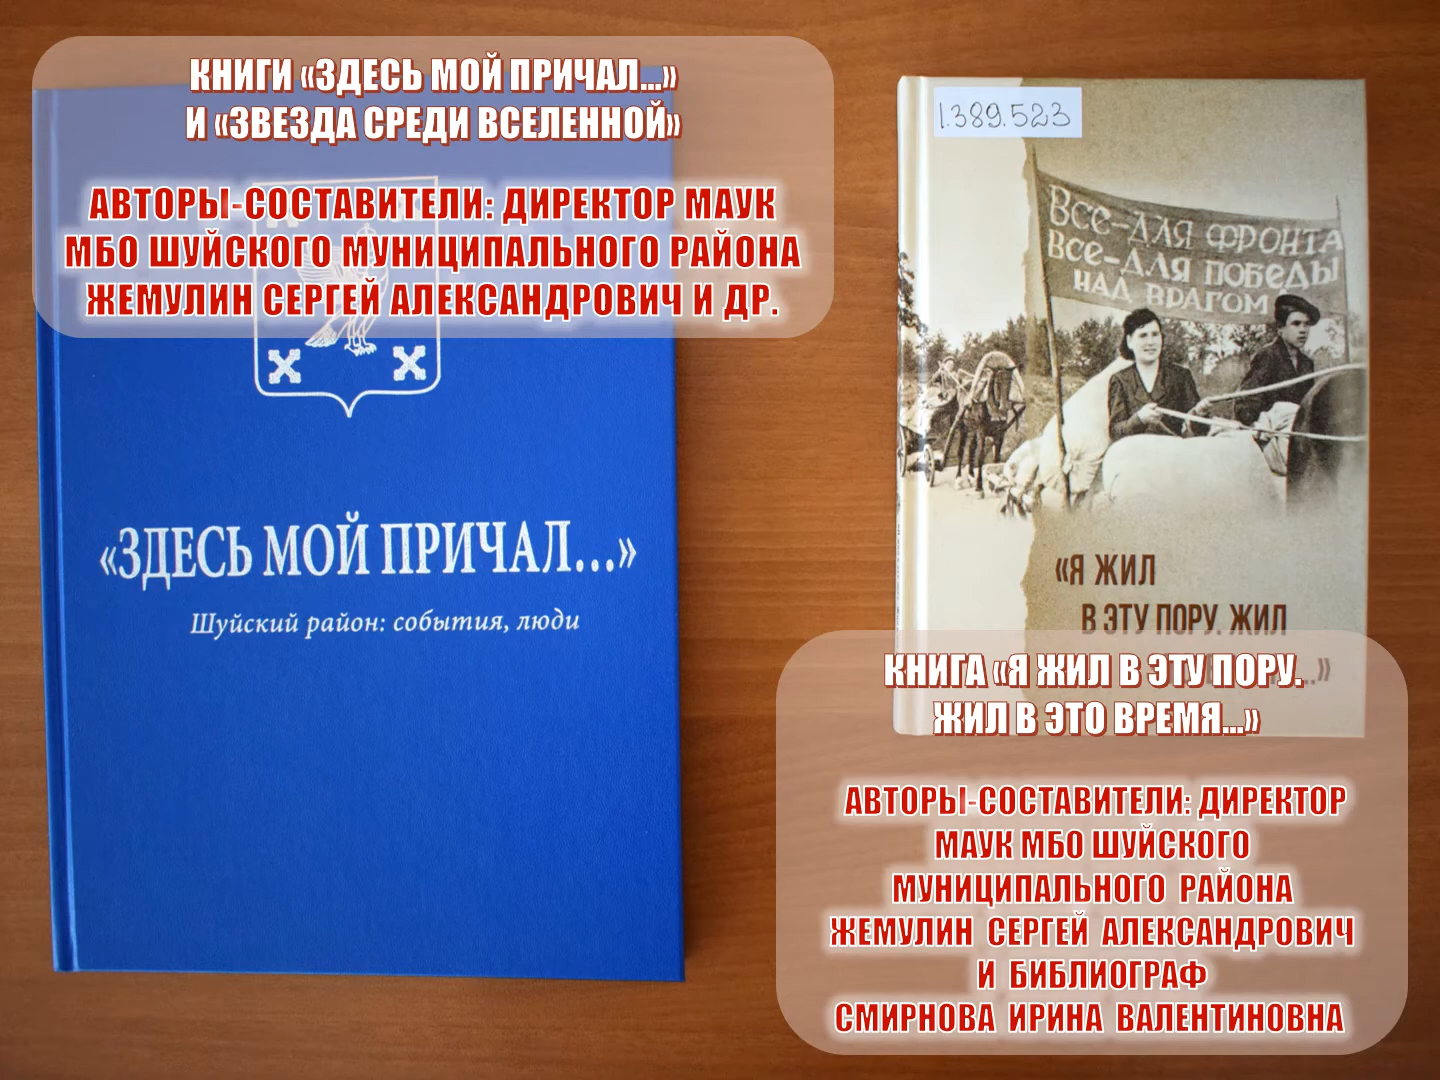 КНИГИ «ЗДЕСЬ МОЙ ПРИЧАЛ...»
И «ЗВЕЗДА СРЕДИ ВСЕЛЕННОЙ»
АВТОРЫ-СОСТАВИТЕЛИ: ДИРЕКТОР МАУК
МБО ШУЙСКОГО МУНИЦИПАЛЬНОГО РАЙОНА
ЖЕМУЛИН СЕРГЕЙ АЛЕКСАНДРОВИЧ И ДР.
«ЗДЕСЬ МОЙ ПРИЧАЛ...»
Шуйский район: события, люди
1.389.523
ВСЕ-ДЛЯ ФРОНТА
ВСЕ-ДЛЯ ПОБЕДЫ
НАД ВРАГОМ
«Я ЖИЛ
В ЭТУ ПОРУ. ЖИЛ
...»
КНИГА «Я ЖИЛ В ЭТУ ПОРУ.
ЖИЛ В ЭТО ВРЕМЯ...»
АВТОРЫ-СОСТАВИТЕЛИ: ДИРЕКТОР
МАУК МБО ШУЙСКОГО
МУНИЦИПАЛЬНОГО РАЙОНА
ЖЕМУЛИН СЕРГЕЙ АЛЕКСАНДРОВИЧ
И БИБЛИОГРАФ
СМИРНОВА ИРИНА ВАЛЕНТИНОВНА